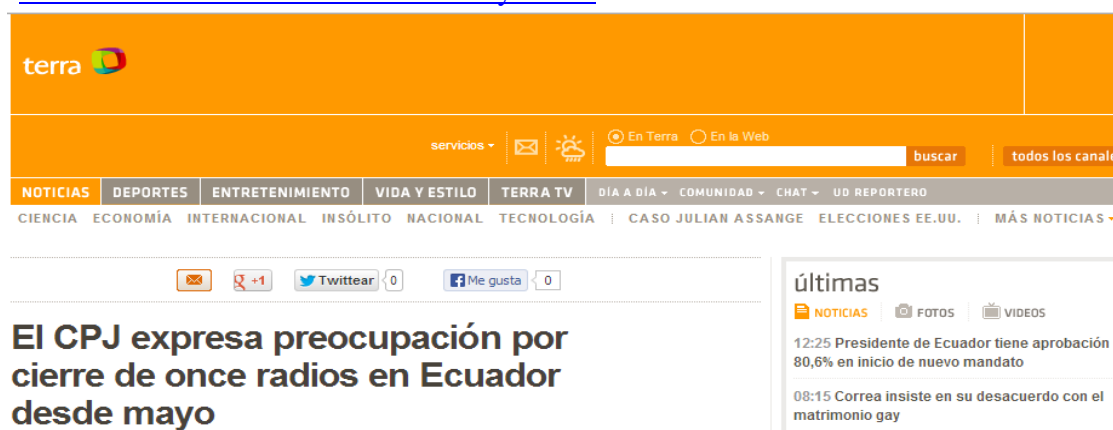 terra
En Terra En la Web
servicios
buscar todos los canale
NOTICIAS DEPORTES ENTRETENIMIENTO VIDA Y ESTILO TERRA TV DÍA A DÍA COMUNIDAD CHAT UD REPORTERO
CIENCIA ECONOMÍA INTERNACIONAL INSÓLITO NACIONAL TECNOLOGÍA CASO JULIAN ASSANGE ELECCIONES EE.UU. MÁS NOTICIAS
g +1 Twittear 0 Me gusta 0
El CPJ expresa preocupación por
cierre de once radios en Ecuador
desde mayo
últimas
NOTICIAS FOTOS VIDEOS
12:25 Presidente de Ecuador tiene aprobación
80,6% en inicio de nuevo mandato
08:15 Correa insiste en su desacuerdo con el
matrimonio gay